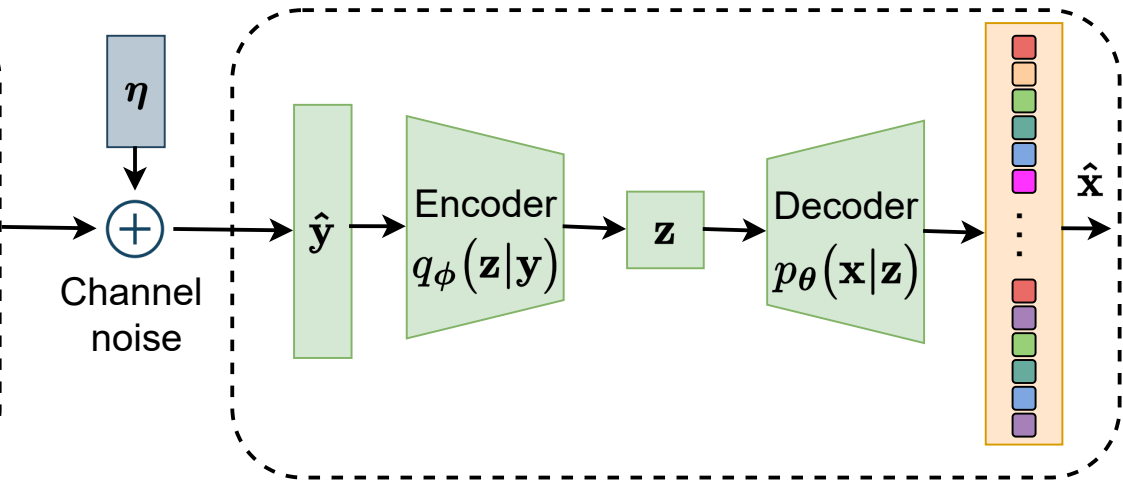 η
Channel
noise
ŷ
Encoder
qϕ(z|y)
z
Decoder
pθ(x|z)
x̂